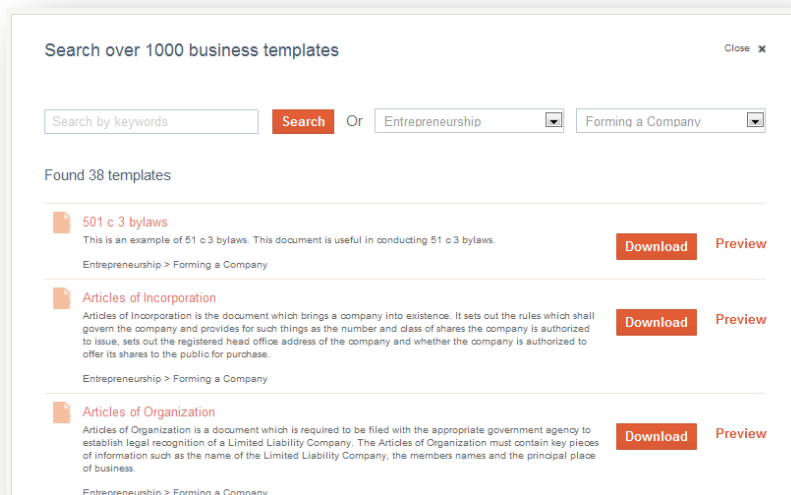 Search over 1000 business templates
Close ✖
Search by keywords
Search
Or
Entrepreneurship
Forming a Company
Found 38 templates
501 c 3 bylaws
This is an example of 51 c 3 bylaws. This document is useful in conducting 51 c 3 bylaws.
Entrepreneurship > Forming a Company
Download
Preview
Articles of Incorporation
Articles of Incorporation is the document which brings a company into existence. It sets out the rules which shall
govern the company and provides for such things as the number and class of shares the company is authorized
to issue, sets out the registered head office address of the company and whether the company is authorized to
offer its shares to the public for purchase.
Entrepreneurship > Forming a Company
Download
Preview
Articles of Organization
Articles of Organization is a document which is required to be filed with the appropriate government agency to
establish legal recognition of a Limited Liability Company. The Articles of Organization must contain key pieces
of information such as the name of the Limited Liability Company, the members names and the principal place
of business.
Entrepreneurship > Forming a Company
Download
Preview